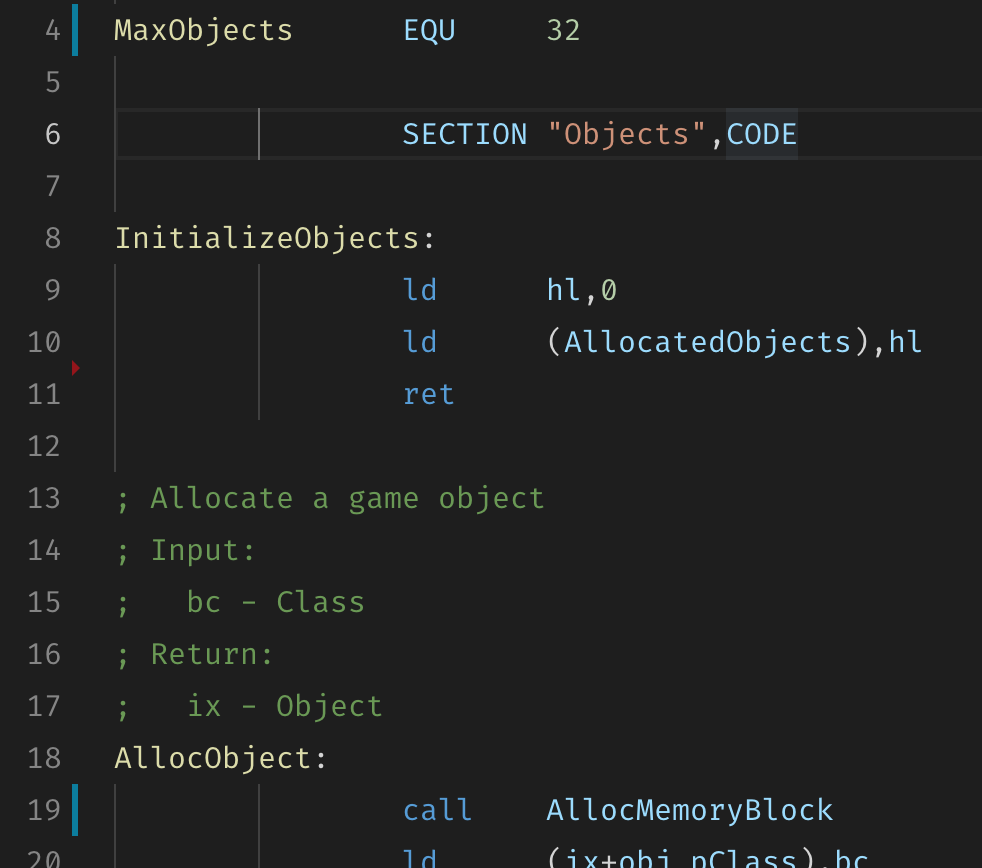 4 MaxObjects EQU 32
5
6 SECTION "Objects",CODE
7
8 InitializeObjects:
9 ld hl,0
10 ld (AllocatedObjects),hl
11 ret
12
13 ; Allocate a game object
14 ; Input:
15 ;   bc - Class
16 ; Return:
17 ;   ix - Object
18 AllocObject:
19 call AllocMemoryBlock
20 ld (ix+obj_pClass),bc